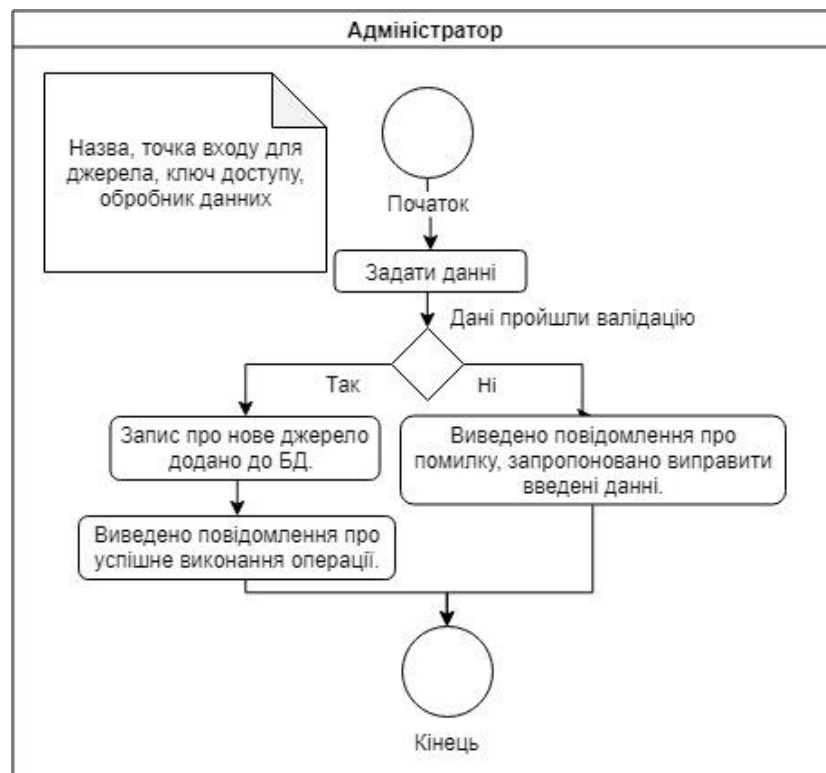 Адміністратор
Назва, точка входу для
джерела, ключ доступу,
обробник данних
Початок
Задати данні
Дані пройшли валідацію
Так
Ні
Запис про нове джерело
додано до БД.
Виведено повідомлення про
помилку, запропоновано виправити
введені данні.
Виведено повідомлення про
успішне виконання операції.
Кінець